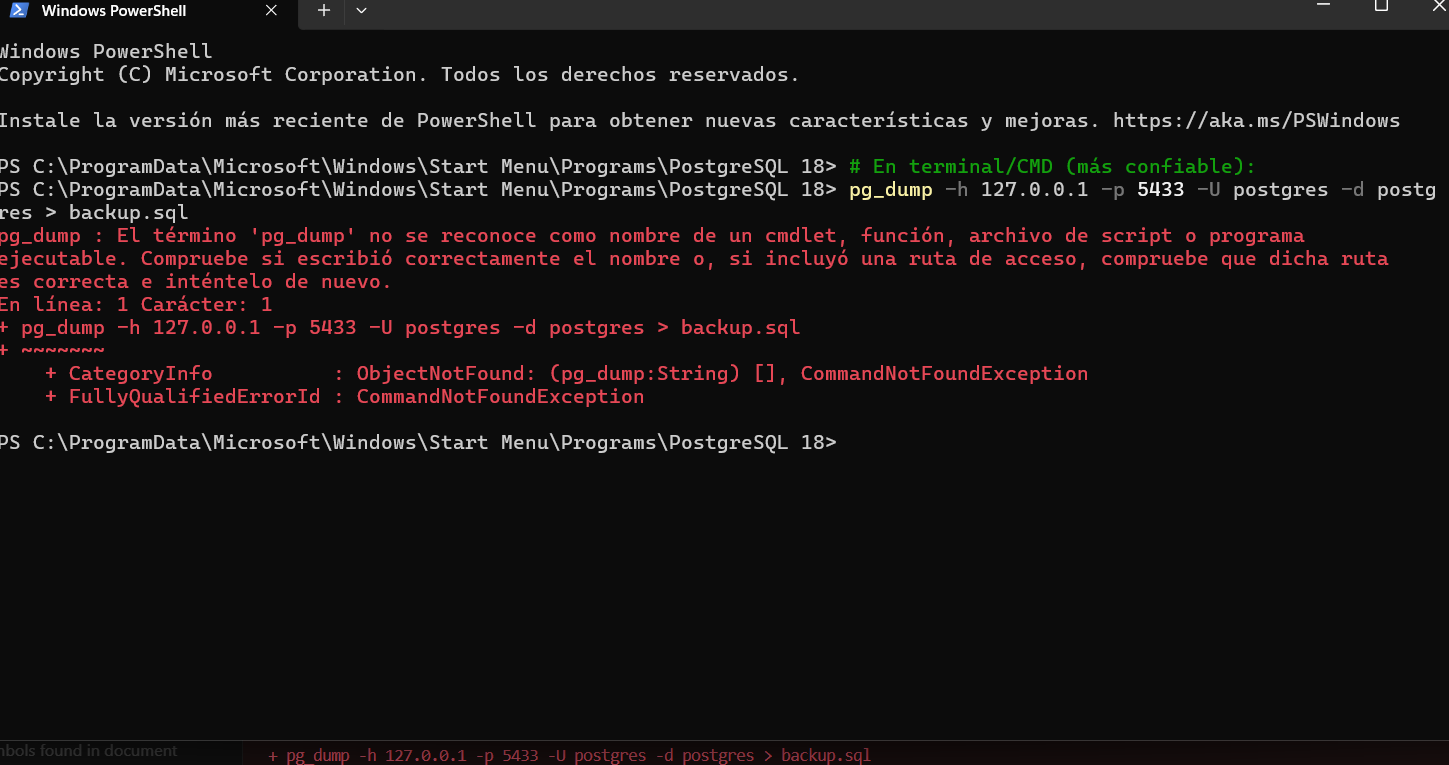 Windows PowerShell
Windows PowerShell
Copyright (C) Microsoft Corporation. Todos los derechos reservados.
Instale la versión más reciente de PowerShell para obtener nuevas características y mejoras. https://aka.ms/PSWindows
PS C:\ProgramData\Microsoft\Windows\Start Menu\Programs\PostgreSQL 18> # En terminal/CMD (más confiable):
PS C:\ProgramData\Microsoft\Windows\Start Menu\Programs\PostgreSQL 18> pg_dump -h 127.0.0.1 -p 5433 -U postgres -d postg
res > backup.sql
pg_dump : El término 'pg_dump' no se reconoce como nombre de un cmdlet, función, archivo de script o programa
ejecutable. Compruebe si escribió correctamente el nombre o, si incluyó una ruta de acceso, compruebe que dicha ruta
es correcta e inténtelo de nuevo.
En línea: 1 Carácter: 1
+ pg_dump -h 127.0.0.1 -p 5433 -U postgres -d postgres > backup.sql
+ ~~~~~~~
    + CategoryInfo          : ObjectNotFound: (pg_dump:String) [], CommandNotFoundException
    + FullyQualifiedErrorId : CommandNotFoundException
PS C:\ProgramData\Microsoft\Windows\Start Menu\Programs\PostgreSQL 18>
mbols found in document
+ pg_dump -h 127.0.0.1 -p 5433 -U postgres -d postgres > backup.sql